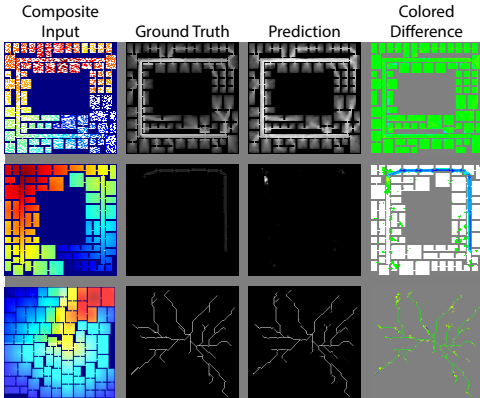 Composite Input
Ground Truth
Prediction
Colored Difference